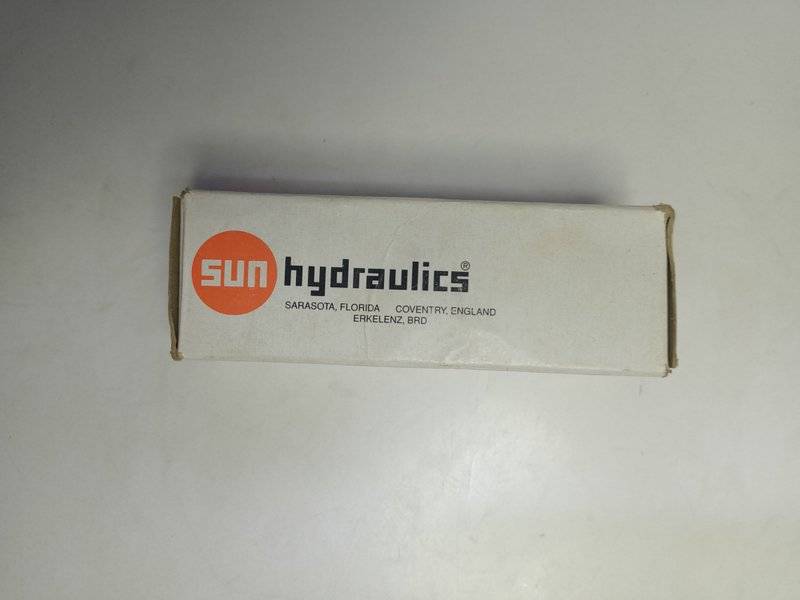 sun hydraulics®
SARASOTA, FLORIDA COVENTRY, ENGLAND
ERKELENZ, BRD